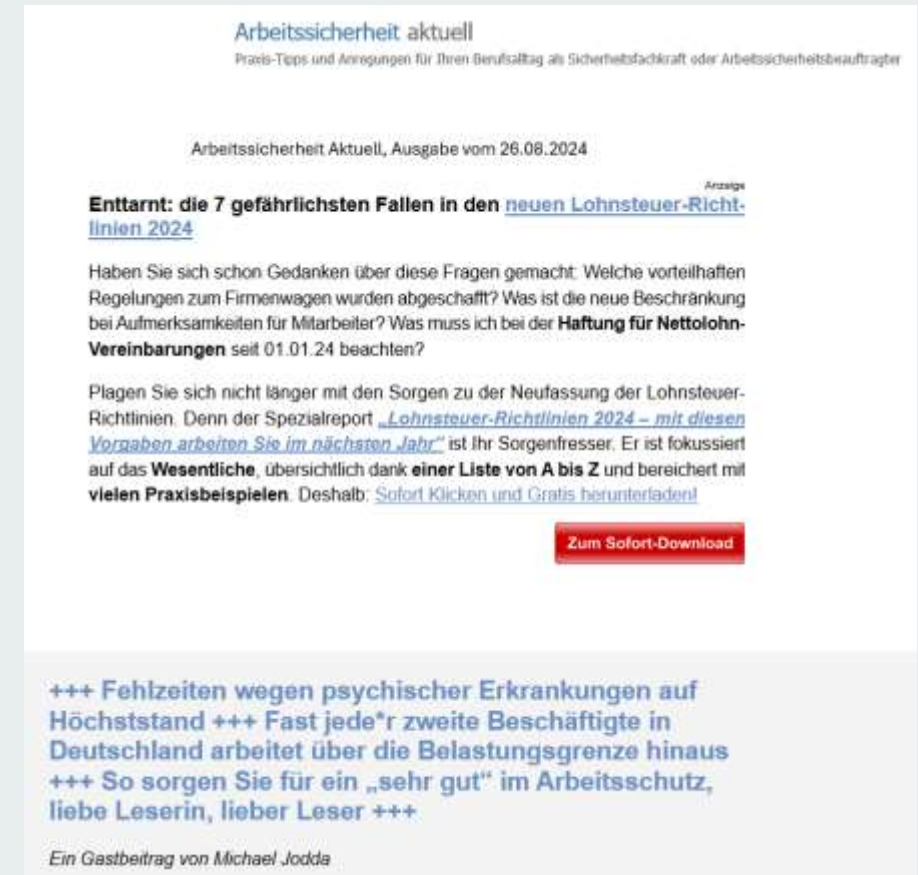 Arbeitssicherheit aktuell
Praxis-Tipps und Anregungen für Ihren Berufsalltag als Sicherheitsfachkraft oder Arbeitssicherheitsbeauftragter
Arbeitssicherheit Aktuell, Ausgabe vom 26.08.2024
Anzeige
Enttarnt: die 7 gefährlichsten Fallen in den neuen Lohnsteuer-Richt-
linien 2024
Haben Sie sich schon Gedanken über diese Fragen gemacht: Welche vorteilhaften
Regelungen zum Firmenwagen wurden abgeschafft? Was ist die neue Beschränkung
bei Aufmerksamkeiten für Mitarbeiter? Was muss ich bei der Haftung für Nettolohn-
Vereinbarungen seit 01.01.24 beachten?
Plagen Sie sich nicht länger mit den Sorgen zu der Neufassung der Lohnsteuer-
Richtlinien. Denn der Spezialreport „Lohnsteuer-Richtlinien 2024 – mit diesen
Vorgaben arbeiten Sie im nächsten Jahr" ist Ihr Sorgenfresser. Er ist fokussiert
auf das Wesentliche, übersichtlich dank einer Liste von A bis Z und bereichert mit
vielen Praxisbeispielen. Deshalb: Sofort Klicken und Gratis herunterladen!
Zum Sofort-Download
+++ Fehlzeiten wegen psychischer Erkrankungen auf
Höchststand +++ Fast jede*r zweite Beschäftigte in
Deutschland arbeitet über die Belastungsgrenze hinaus
+++ So sorgen Sie für ein „sehr gut" im Arbeitsschutz,
liebe Leserin, lieber Leser +++
Ein Gastbeitrag von Michael Jodda